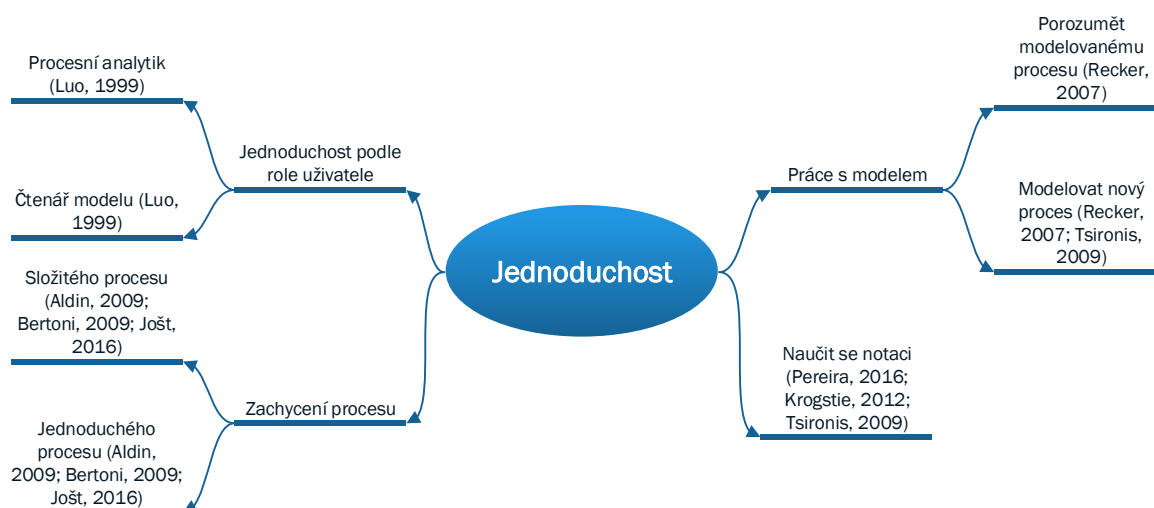 Procesní analytik
(Luo, 1999)
Jednoduchost podle
role uživatele
Čtenář modelu (Luo,
1999)
Složitého procesu
(Aldin, 2009;
Bertoni, 2009; Jošt,
2016)
Zachycení procesu
Jednoduchého
procesu (Aldin,
2009; Bertoni, 2009;
Jošt, 2016)
Jednoduchost
Porozumět
modelovanému
procesu (Recker,
2007)
Práce s modelem
Modelovat nový
proces (Recker,
2007; Tsironis,
2009)
Naučit se notaci
(Pereira, 2016;
Krogstie, 2012;
Tsironis, 2009)